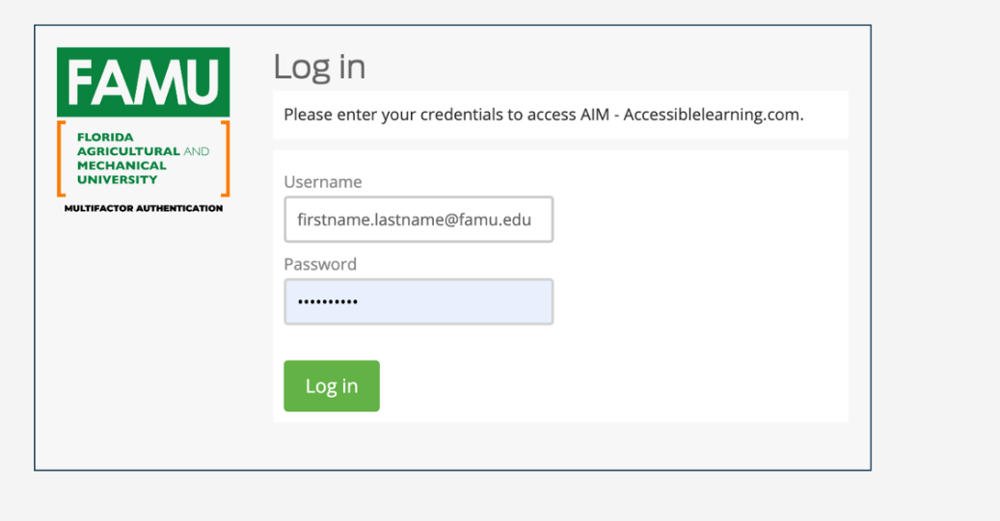 FAMU
FLORIDA
AGRICULTURAL AND
MECHANICAL
UNIVERSITY
MULTIFACTOR AUTHENTICATION
Log in
Please enter your credentials to access AIM - Accessiblelearning.com.
Username
firstname.lastname@famu.edu
Password
••••••••••
Log in